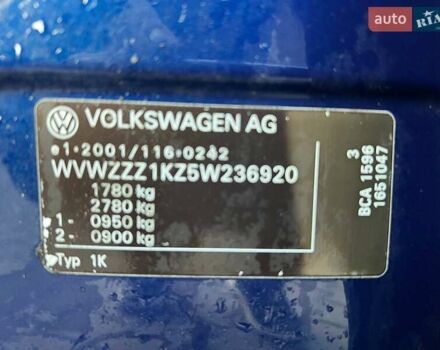 auto RIA
VOLKSWAGEN AG
e1*2001/116*0242
WVWZZZ1KZ5W236920
1780 kg
2780 kg
1- 0950 kg
2- 0900 kg
Typ 1K
3
BCA 1596
1651047